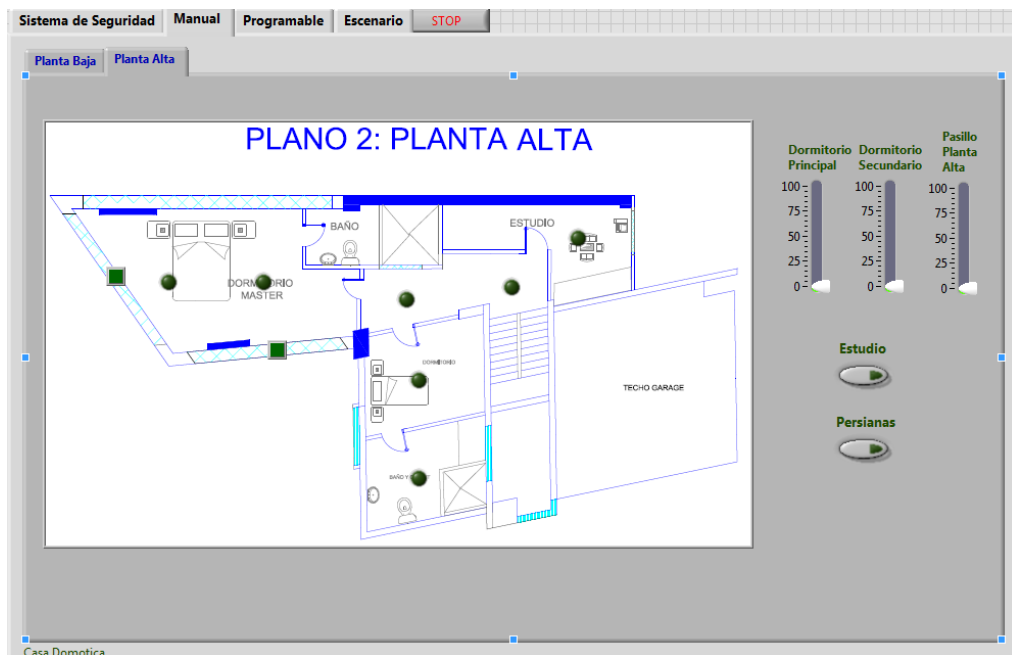 Sistema de Seguridad Manual Programable Escenario STOP
Planta Baja Planta Alta
PLANO 2: PLANTA ALTA
BAÑO
ESTUDIO
DORMITORIO
MASTER
DORMITORIO
TECHO GARAGE
BAÑO Y
Dormitorio
Principal
100
75
50
25
0
Dormitorio
Secundario
100
75
50
25
0
Pasillo
Planta
Alta
100
75
50
25
0
Estudio
Persianas
Casa Domotica